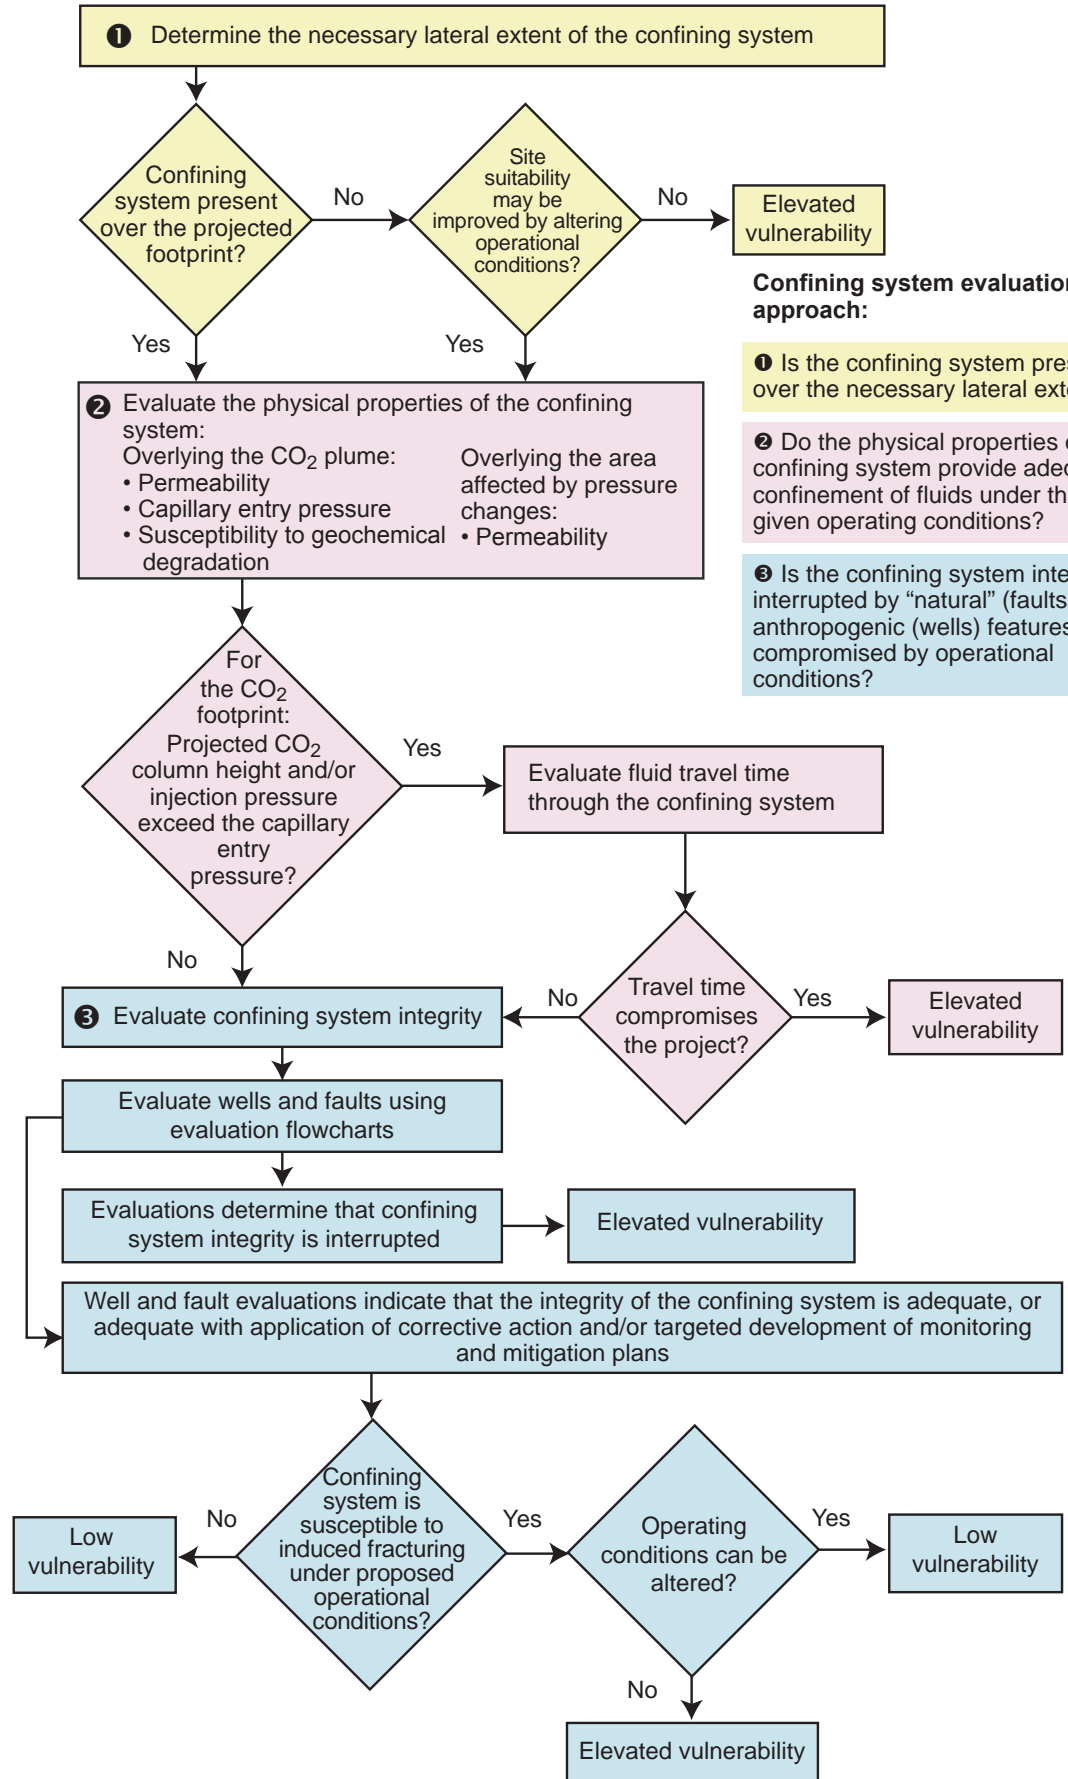 ❶ Determine the necessary lateral extent of the confining system
Confining
system present
over the projected
footprint?
No
Site
suitability
may be
improved by altering
operational
conditions?
No
Elevated
vulnerability
Yes
Yes
Confining system evaluation
approach:
❶ Is the confining system
over the necessary lateral
❷ Do the physical properties
confining system provide
confinement of fluids under
given operating conditions?
❸ Is the confining system
interrupted by “natural” (faults
anthropogenic (wells) features
compromised by operational
conditions?
❷ Evaluate the physical properties of the confining
system:
Overlying the CO2 plume:
• Permeability
• Capillary entry pressure
• Susceptibility to geochemical
degradation
Overlying the area
affected by pressure
changes:
• Permeability
For
the CO2
footprint:
Projected CO2
column height and/or
injection pressure
exceed the capillary
entry
pressure?
Yes
Evaluate fluid travel time
through the confining system
No
Travel time
compromises
the project?
No
Yes
Elevated
vulnerability
❸ Evaluate confining system integrity
Evaluate wells and faults using
evaluation flowcharts
Evaluations determine that confining
system integrity is interrupted
Elevated vulnerability
Well and fault evaluations indicate that the integrity of the confining system is adequate, or
adequate with application of corrective action and/or targeted development of monitoring
and mitigation plans
Confining
system is
susceptible to
induced fracturing
under proposed
operational
conditions?
No
Low
vulnerability
Yes
Operating
conditions can be
altered?
Yes
Low
vulnerability
No
Elevated vulnerability